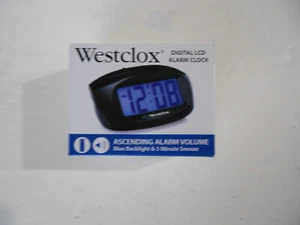 Westclox®
DIGITAL LCD
ALARM CLOCK
12:08
ASCENDING ALARM VOLUME
Blue Backlight & 5 Minute Snooze